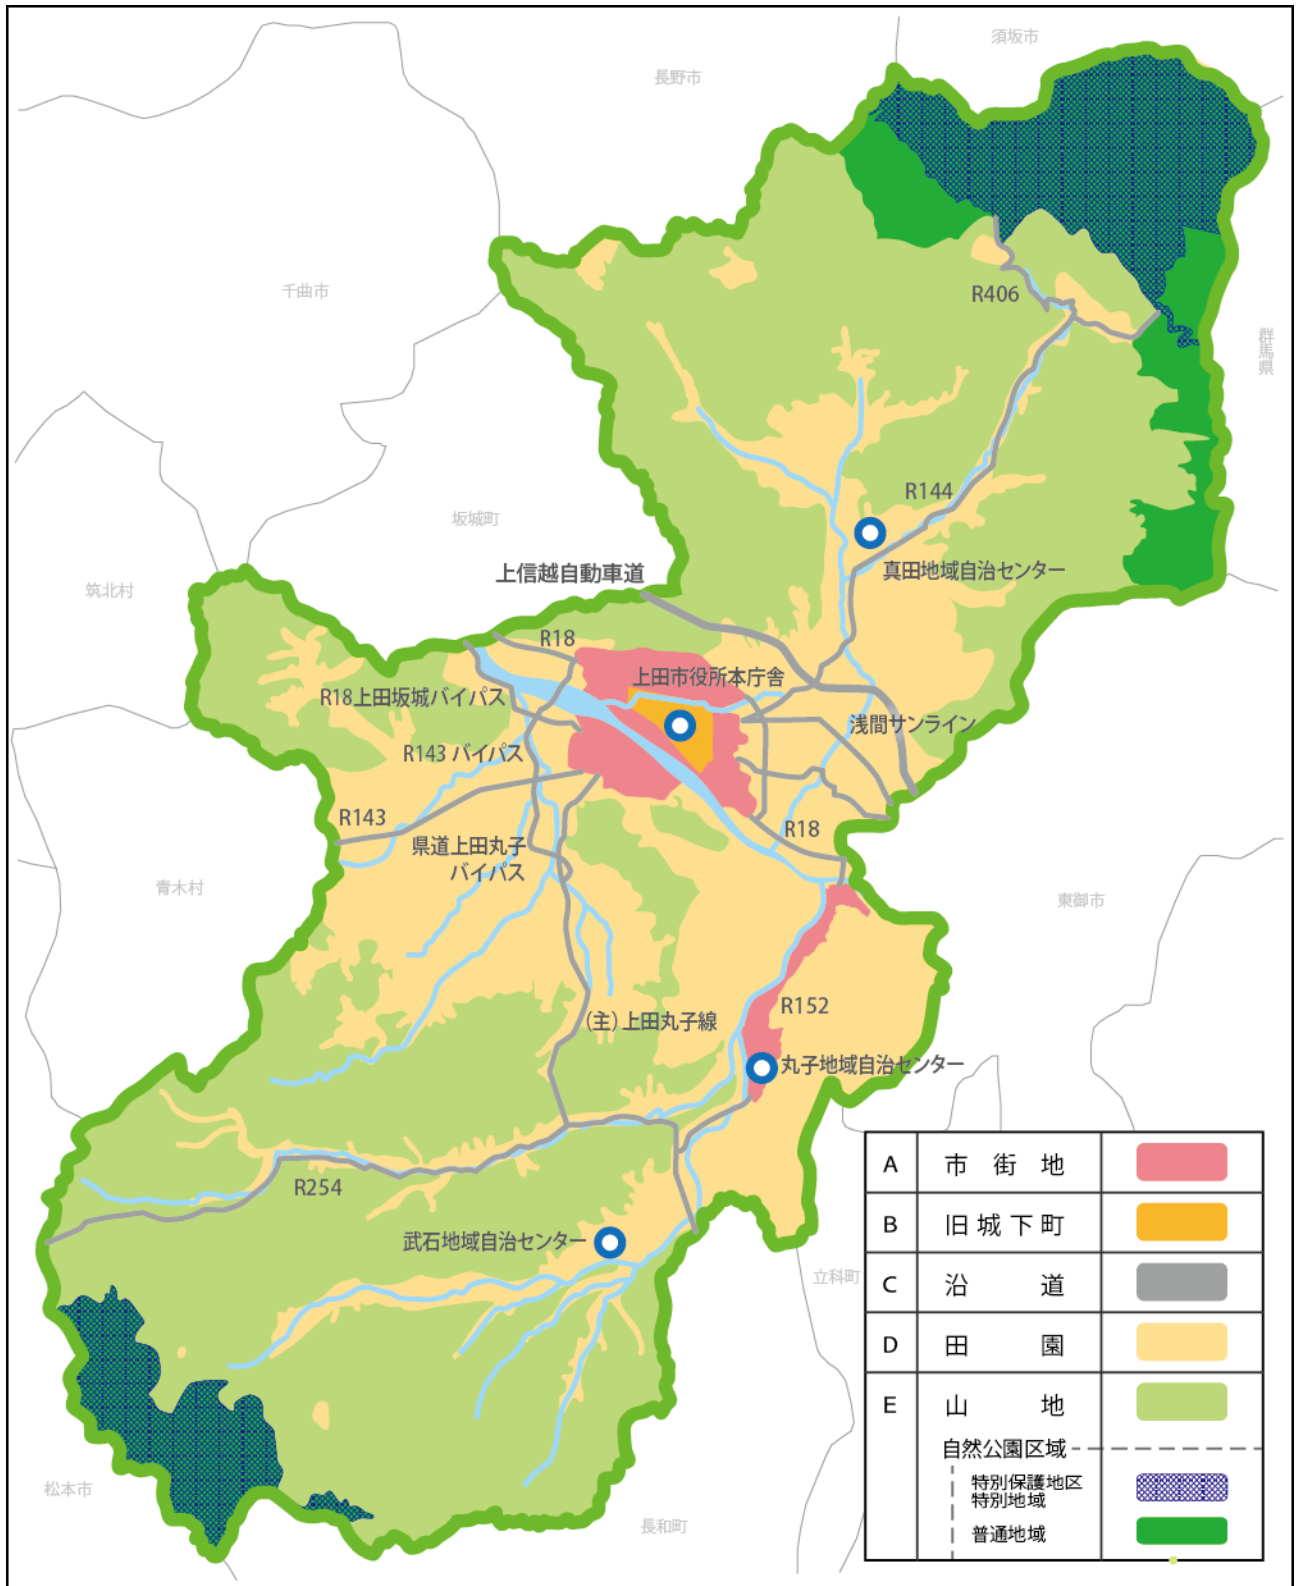 須坂市
長野市
千曲市
R406
群馬県
R144
坂城町
真田地域自治センター
上信越自動車道
筑北村
R18
上田市役所本庁舎
R18上田坂城バイパス
浅間サンライン
R143 バイパス
R143
R18
県道上田丸子
バイパス
青木村
東御市
R152
(主)上田丸子線
丸子地域自治センター
R254
武石地域自治センター
立科町
松本市
長和町
A 市街地
B 旧城下町
C 沿道
D 田園
E 山地
自然公園区域
特別保護地区
特別地域
普通地域